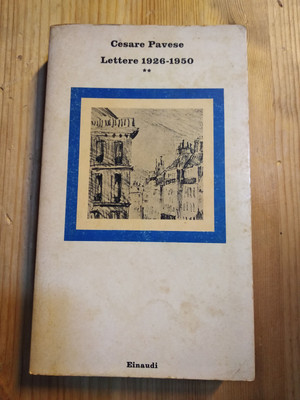 Cesare Pavese
Lettere 1926-1950
**
Einaudi